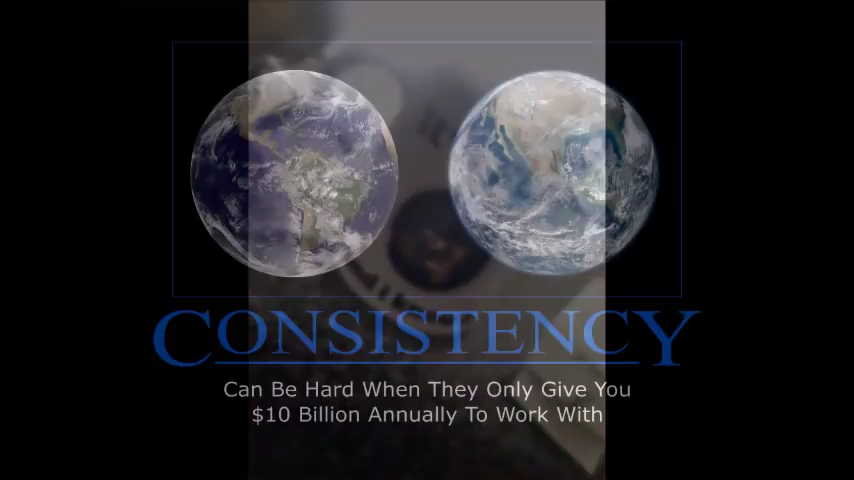 CONSISTENCY
Can Be Hard When They Only Give You
$10 Billion Annually To Work With